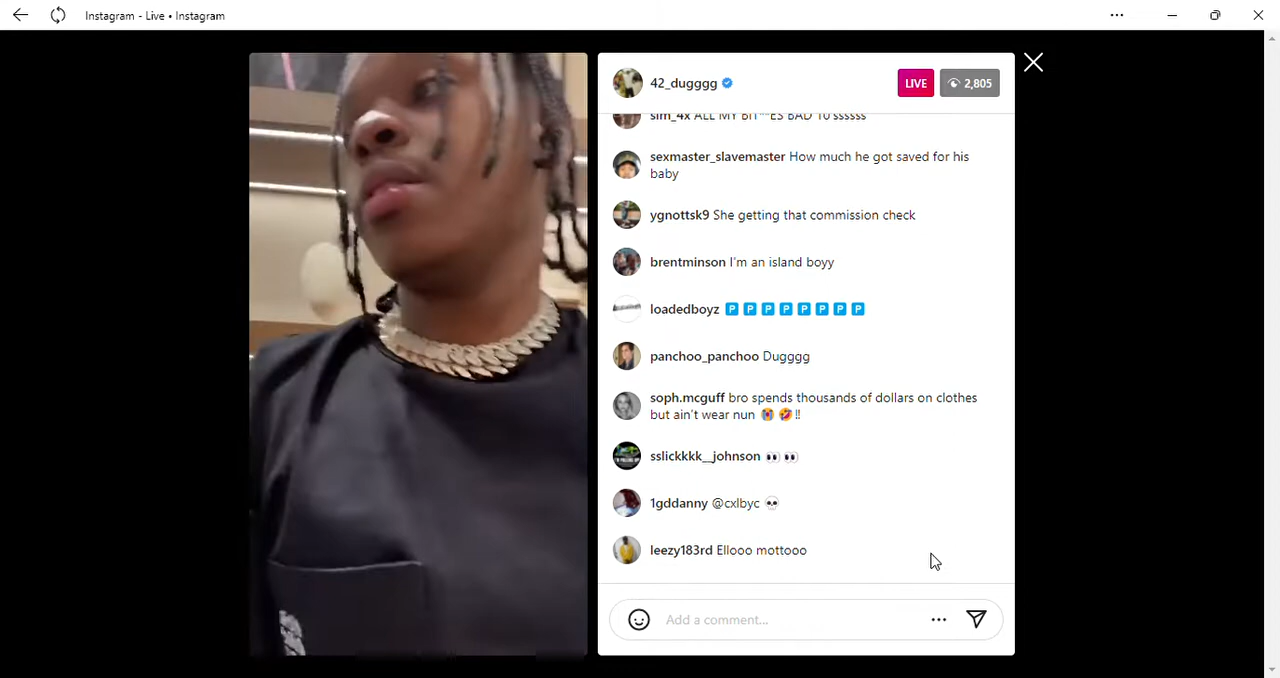 Instagram - Live • Instagram
42_dugggg
LIVE
2,805
sim_4x ALL MY BIT**ES BAD 10 ssssss
sexmaster_slavemaster How much he got saved for his
baby
ygnottsk9 She getting that commission check
brentminson I'm an island boyy
loadedboyz 🅿️🅿️🅿️🅿️🅿️🅿️🅿️🅿️
panchoo_panchoo Dugggg
soph.mcguff bro spends thousands of dollars on clothes
but ain't wear nun 😭🤣‼️
sslickkkk__johnson 👀👀
1gddanny @cxlbyc 💀
leezy183rd Ellooo mottooo
Add a comment...